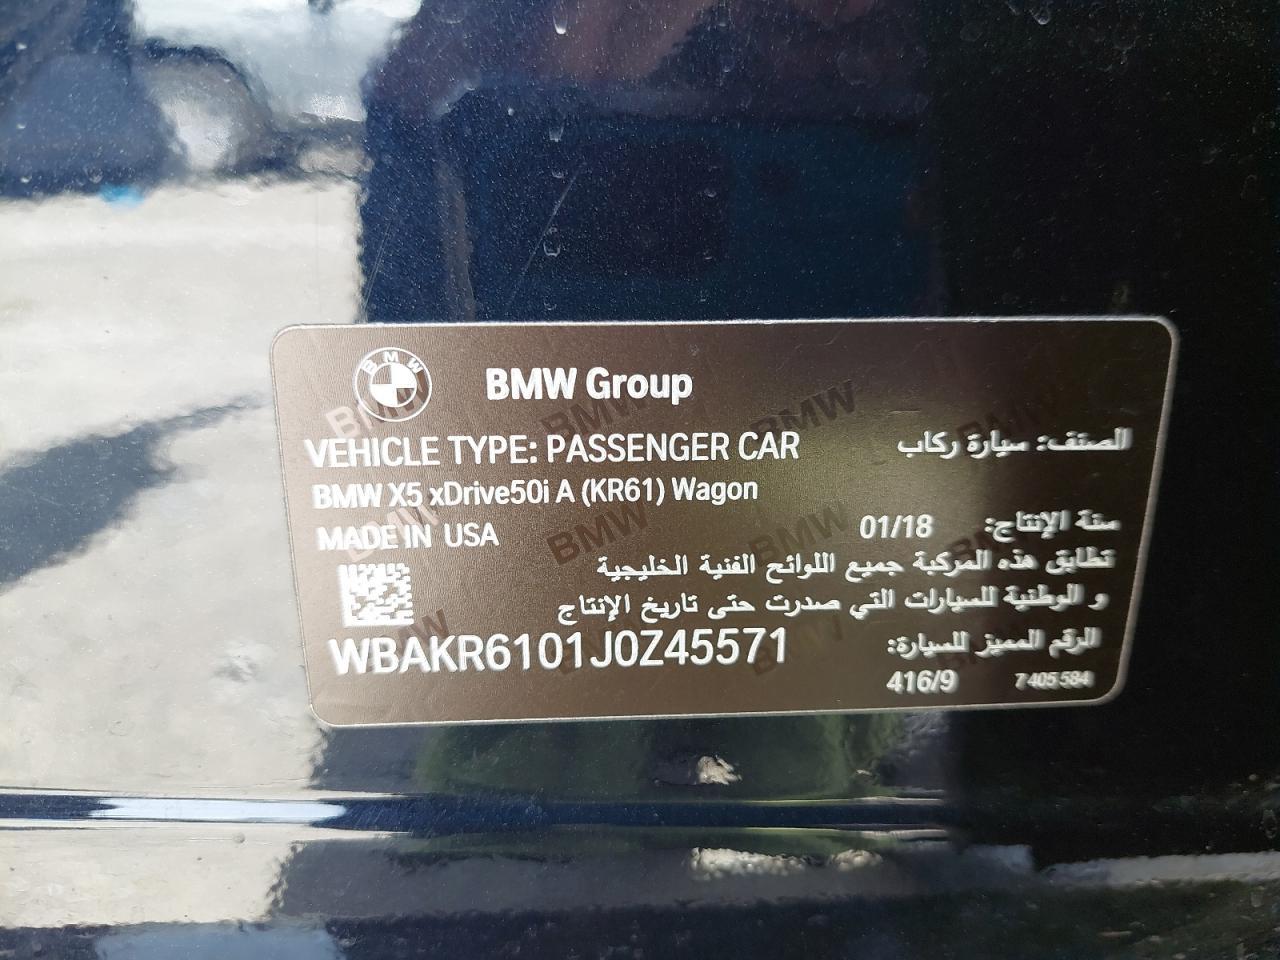 BMW
BMW Group
VEHICLE TYPE: PASSENGER CAR الصنف: سيارة ركاب
BMW X5 xDrive50i A (KR61) Wagon
MADE IN USA 01/18 سنة الإنتاج:
تطابق هذه المركبة جميع اللوائح الفنية الخليجية
و الوطنية للسيارات التي صدرت حتى تاريخ الإنتاج
WBAKR6101J0Z45571 الرقم المميز للسيارة:
416/9 7 405 584